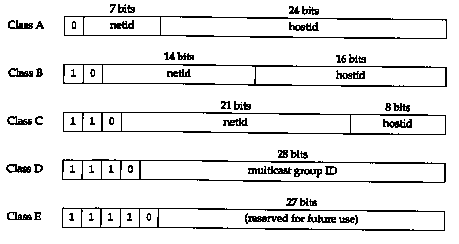 7 bits 24 bits
Class A 0 netid hostid
14 bits 16 bits
Class B 1 0 netid hostid
21 bits 8 bits
Class C 1 1 0 netid hostid
28 bits
Class D 1 1 1 0 multicast group ID
27 bits
Class E 1 1 1 1 0 (reserved for future use)